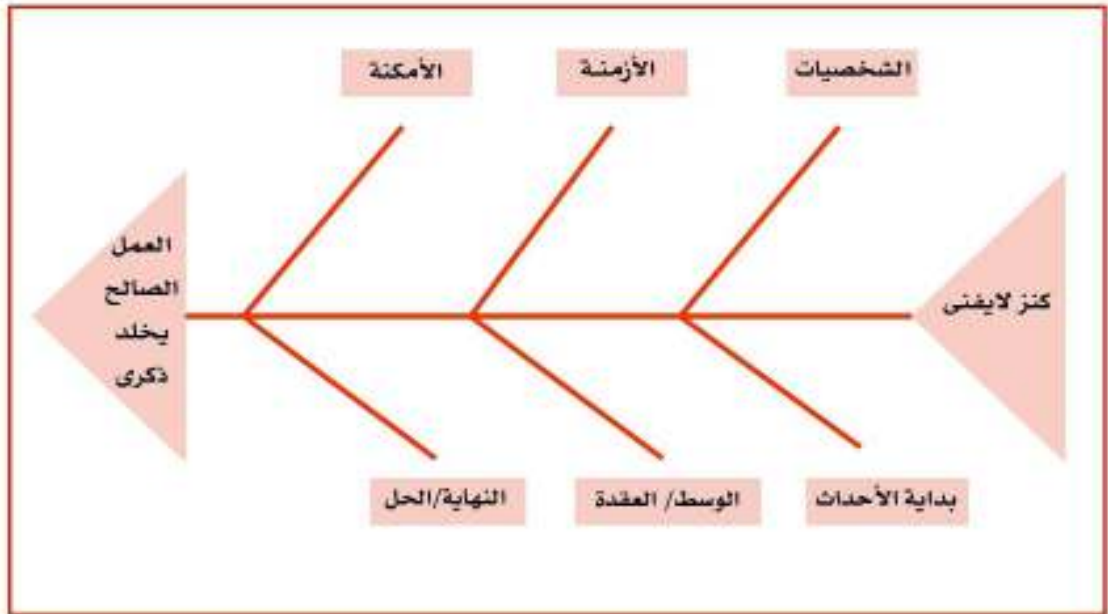 الشخصيات
الأزمنة
الأمكنة
كنز لايفنى
العمل
الصالح
يخلد
ذكرى
بداية الأحداث
الوسط/ العقدة
النهاية/الحل